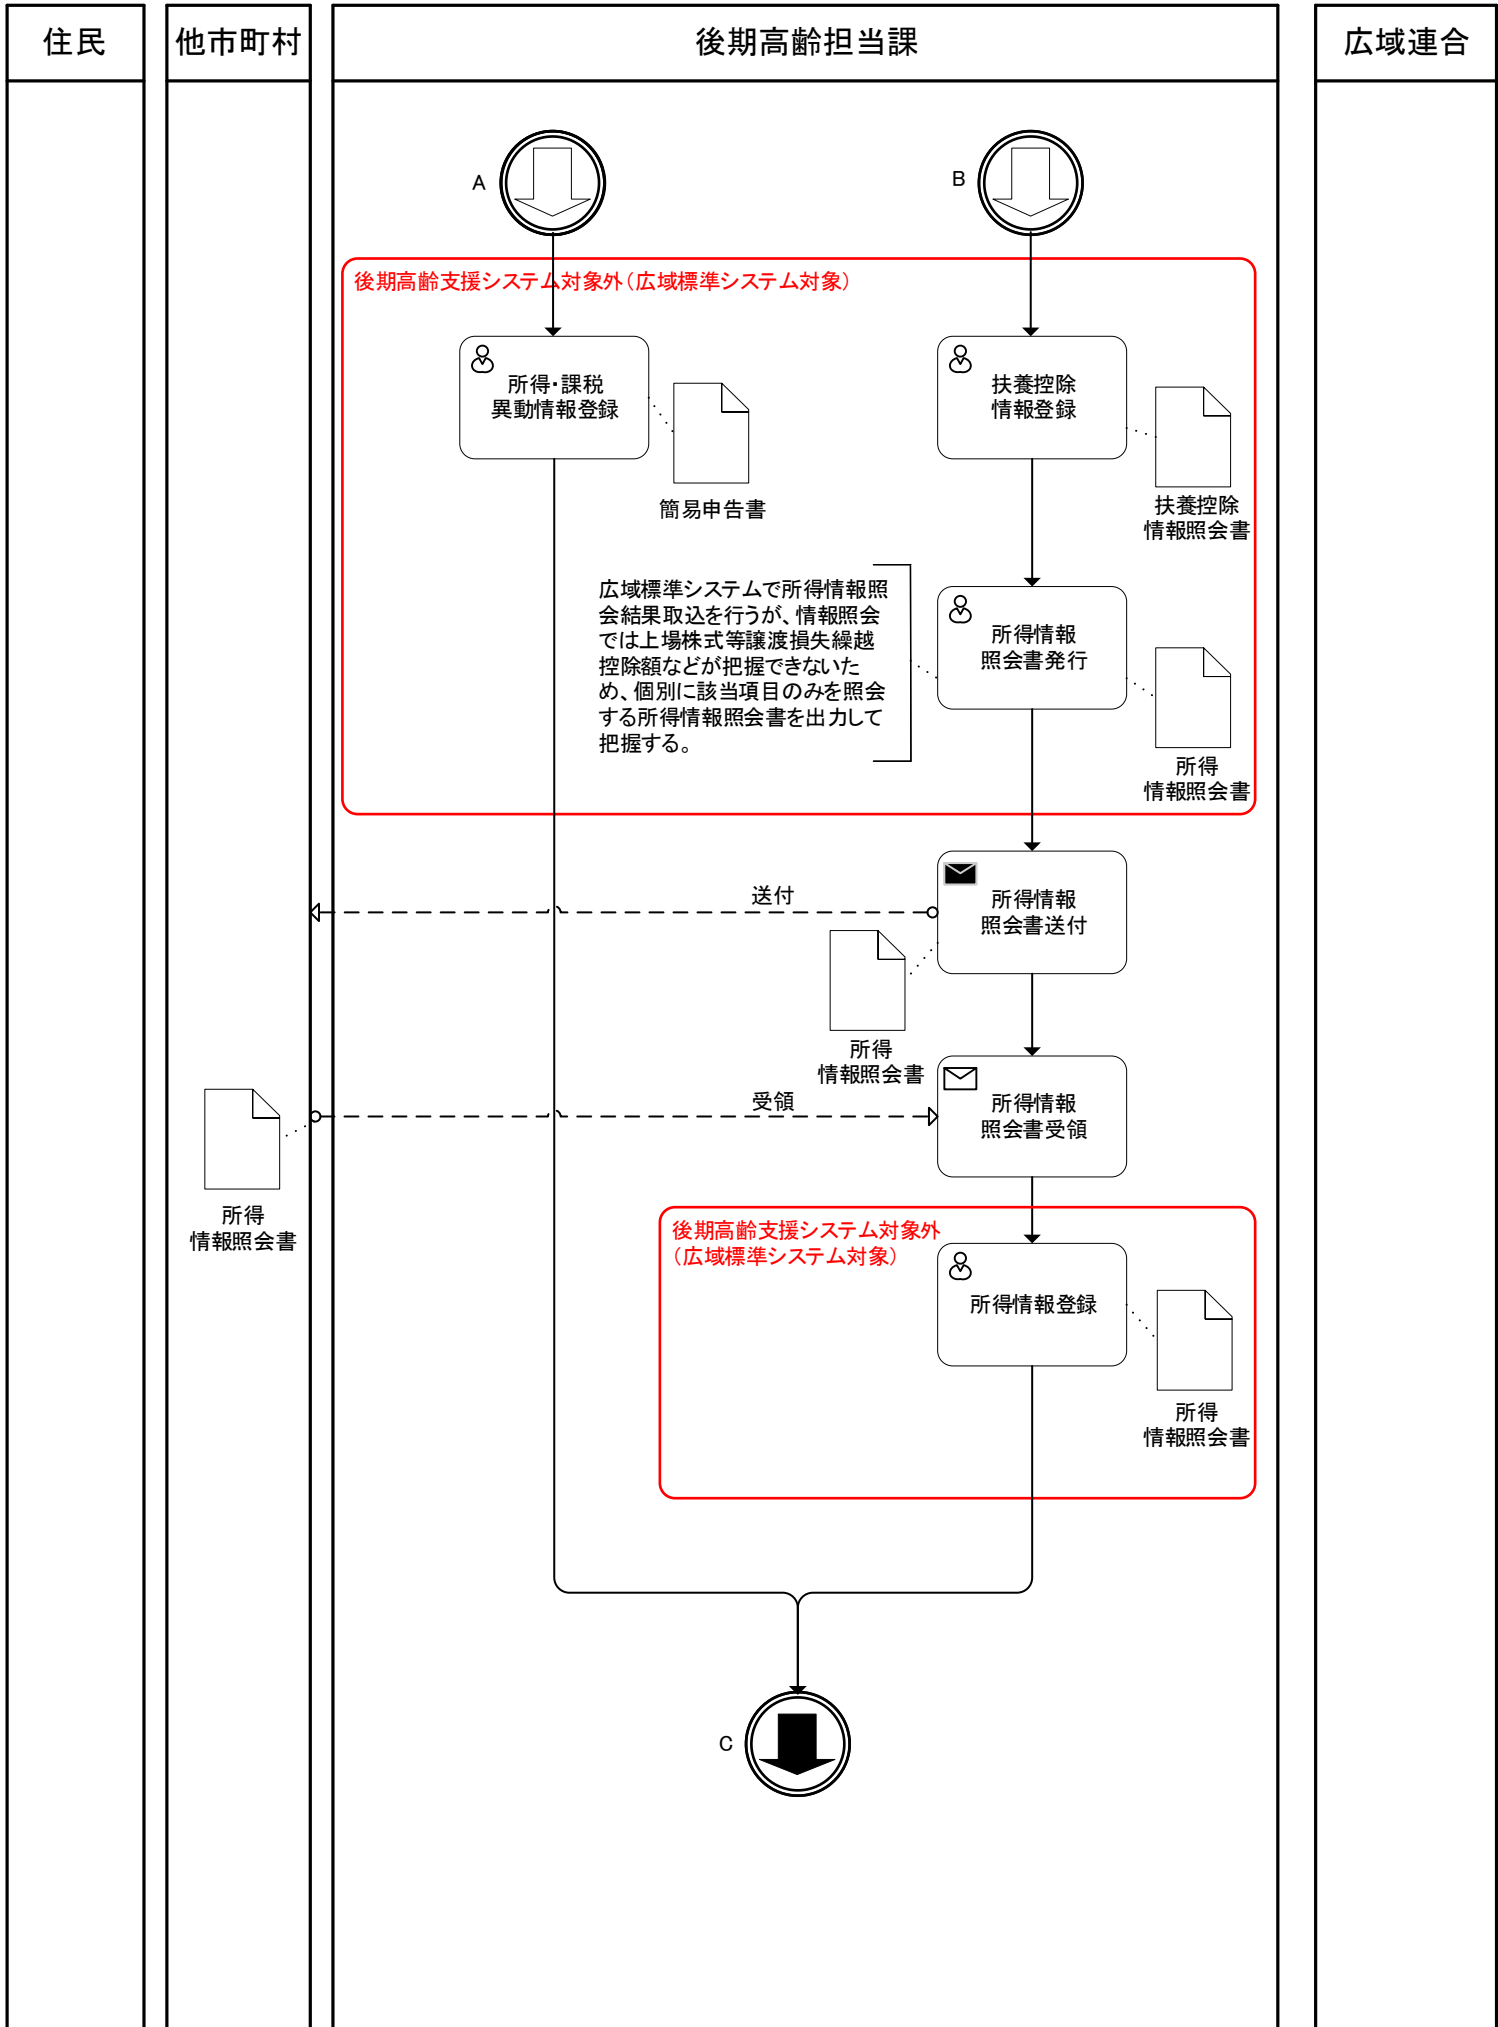 住民
他市町村
後期高齢担当課
広域連合
A
B
後期高齢支援システム対象外（広域標準システム対象）
所得・課税
異動情報登録
簡易申告書
扶養控除
情報登録
扶養控除
情報照会書
広域標準システムで所得情報照
会結果取込を行うが、情報照会
では上場株式等譲渡損失繰越
控除額などが把握できないた
め、個別に該当項目のみを照会
する所得情報照会書を出力して
把握する。
所得情報
照会書発行
所得
情報照会書
送付
所得情報
照会書送付
所得
情報照会書
受領
所得情報
照会書受領
所得
情報照会書
後期高齢支援システム対象外
（広域標準システム対象）
所得情報登録
所得
情報照会書
C